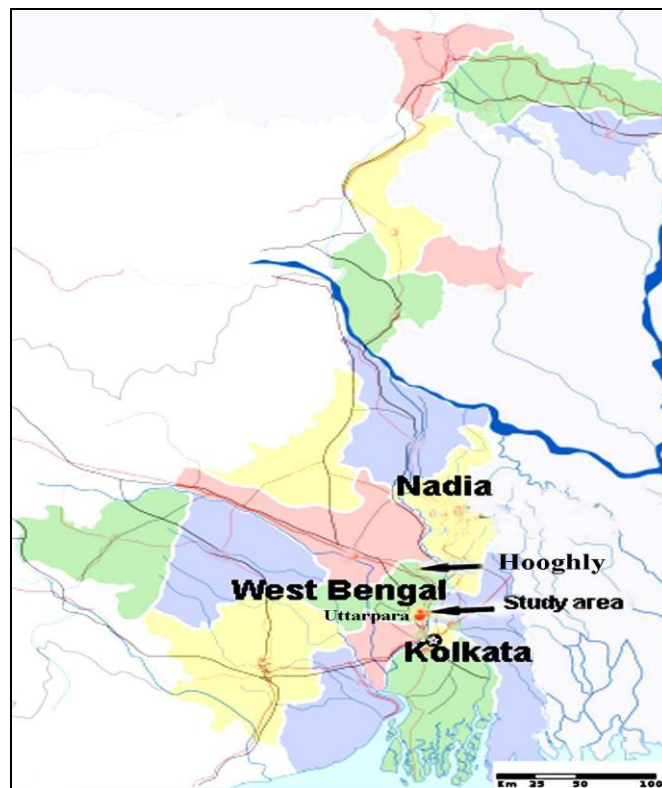 Nadia
Hooghly
West Bengal
Study area
Uttarpara
Kolkata
Km 25 50 100